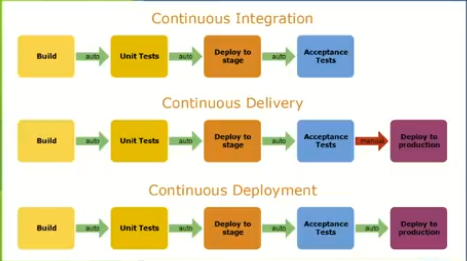 Continuous Integration
Build
auto
Unit Tests
auto
Deploy to
stage
auto
Acceptance
Tests
Continuous Delivery
Build
auto
Unit Tests
auto
Deploy to
stage
auto
Acceptance
Tests
manual
Deploy to
production
Continuous Deployment
Build
auto
Unit Tests
auto
Deploy to
stage
auto
Acceptance
Tests
auto
Deploy to
production